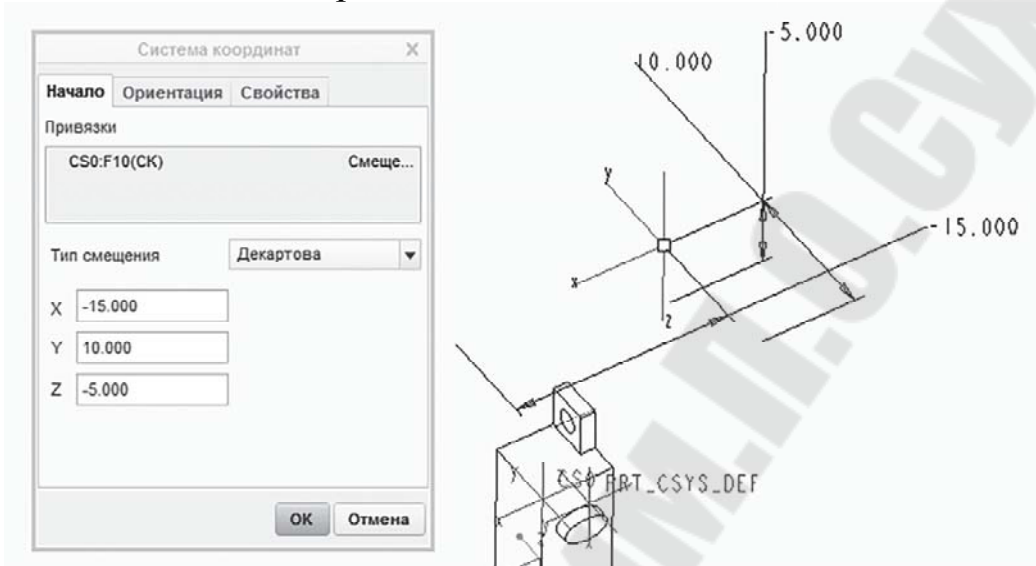 Система координат X
Начало Ориентация Свойства
Привязки
CS0:F10(СК) Смеще...
Тип смещения Декартова
X -15.000
Y 10.000
Z -5.000
ОК Отмена
-5.000
10.000
-15.000
y
x
z
y CS0 PRT_CSYS_DEF
x